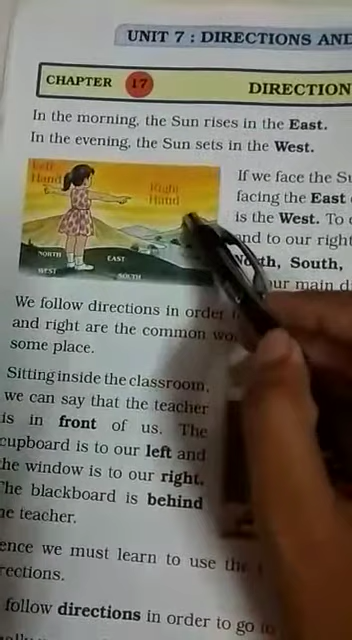 UNIT 7 : DIRECTIONS AND
CHAPTER 17 DIRECTION
In the morning, the Sun rises in the East.
In the evening, the Sun sets in the West.
Left
Hand
Right
Hand
NORTH
EAST
WEST
SOUTH
If we face the
facing the East
is the West. To
and to our right
North, South,
our main
We follow directions in order
and right are the common
some place.
Sitting inside the classroom,
we can say that the teacher
is in front of us. The
cupboard is to our left and
the window is to our right.
The blackboard is behind
the teacher.
ence we must learn to use the
rections.
follow directions in order to go